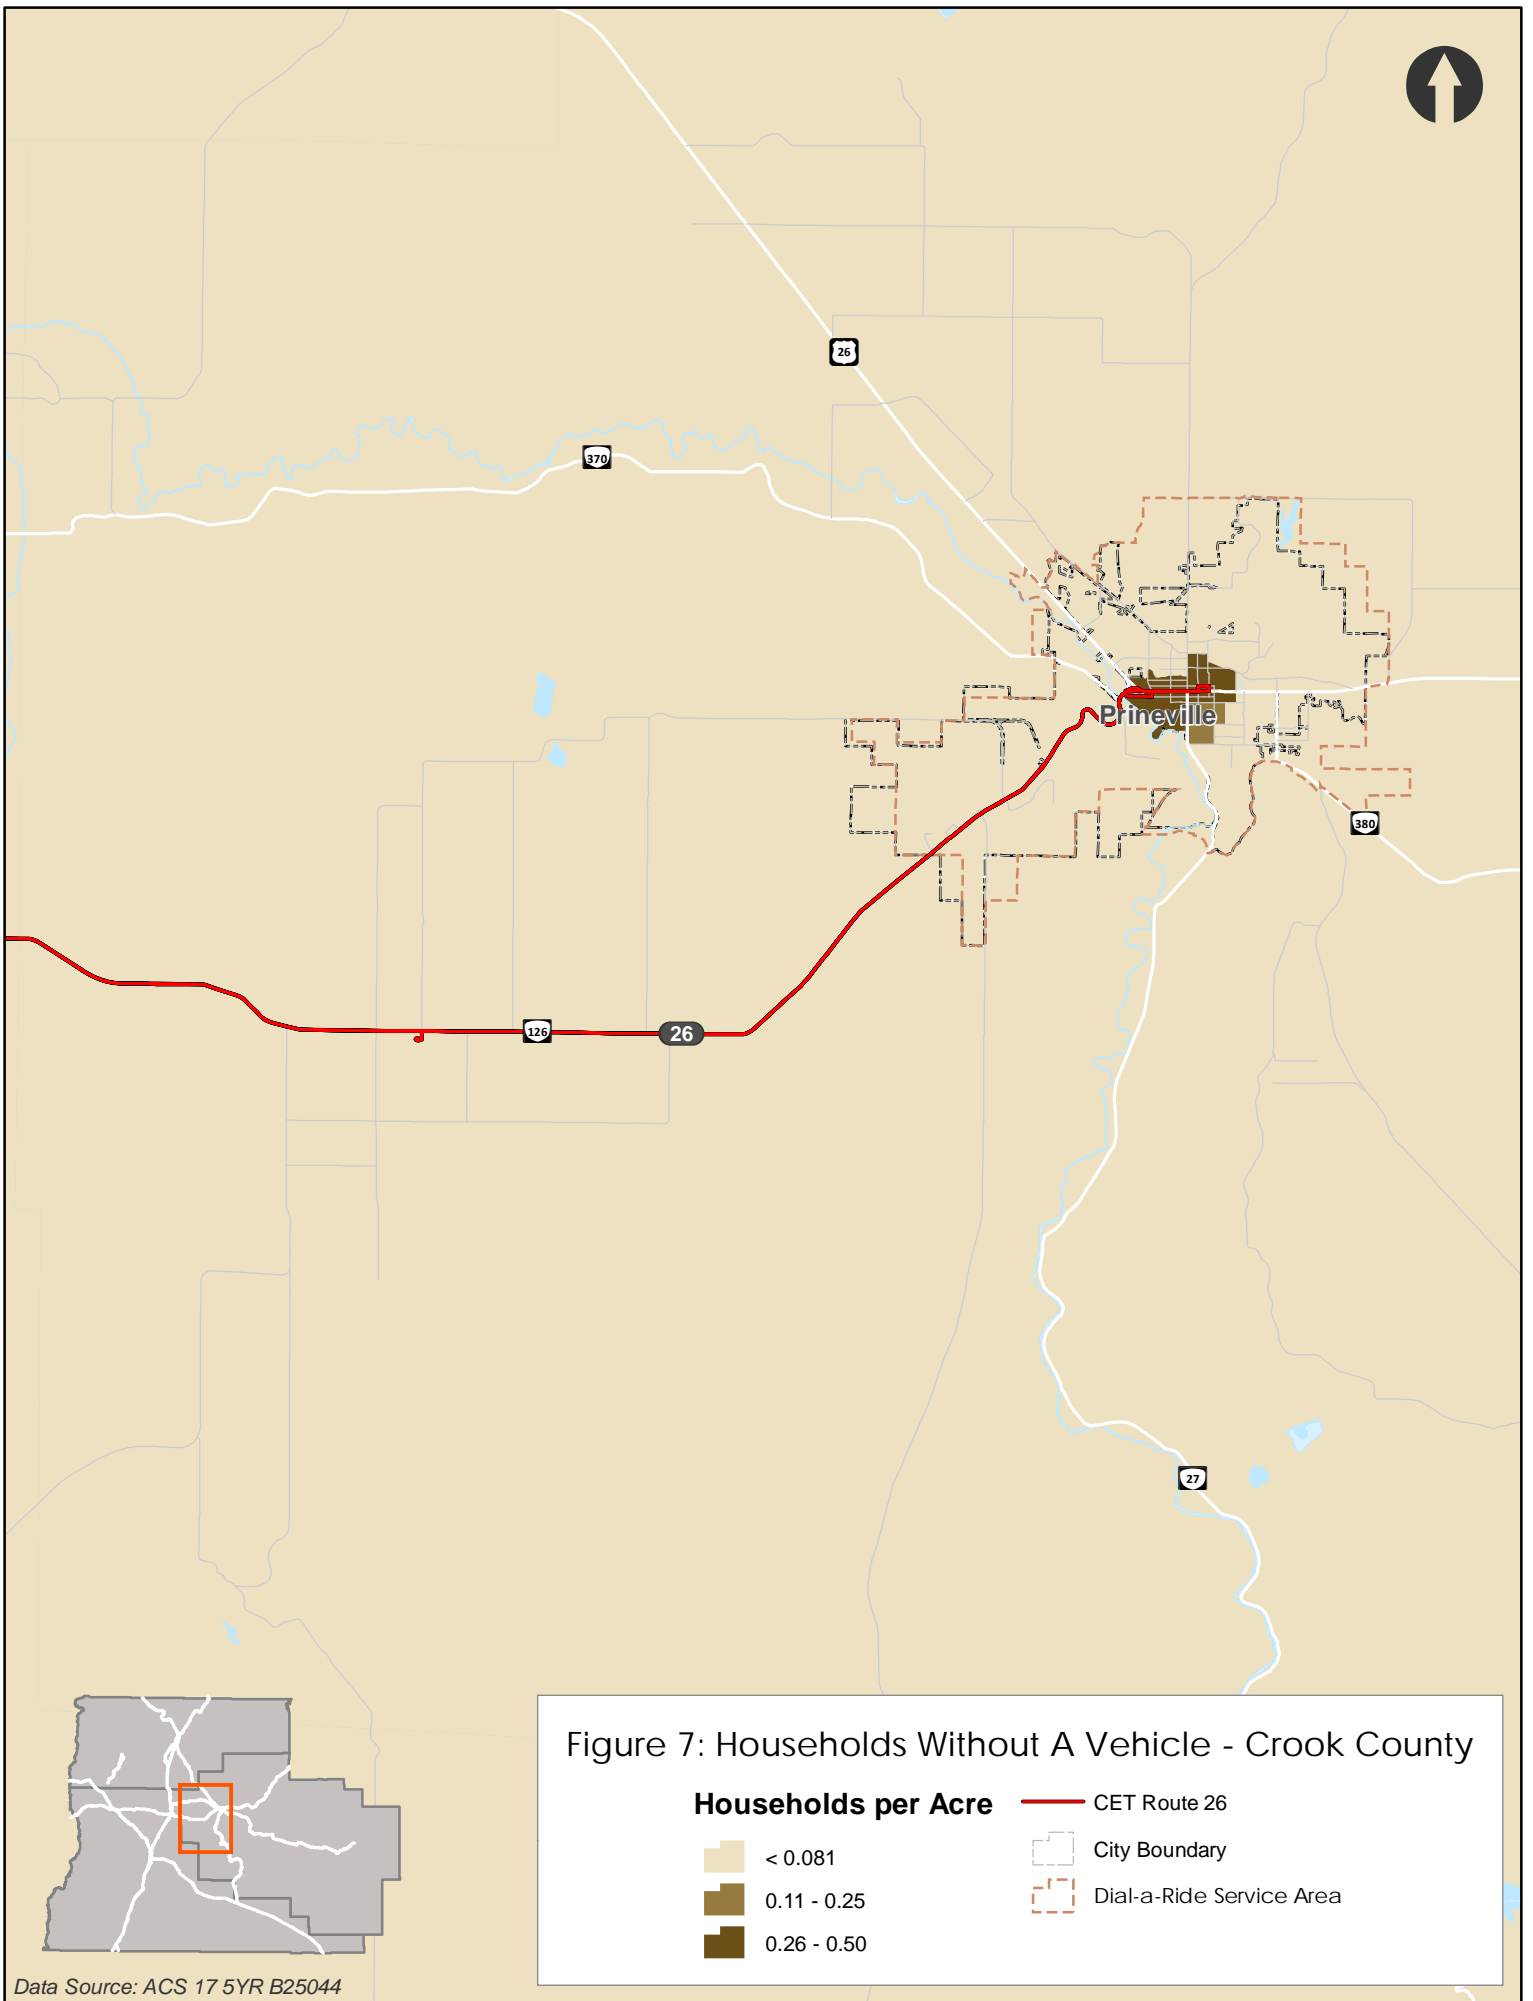 26
370
Prineville
380
126
26
27
Figure 7: Households Without A Vehicle - Crook County
Households per Acre
< 0.081
0.11 - 0.25
0.26 - 0.50
CET Route 26
City Boundary
Dial-a-Ride Service Area
Data Source: ACS 17 5YR B25044